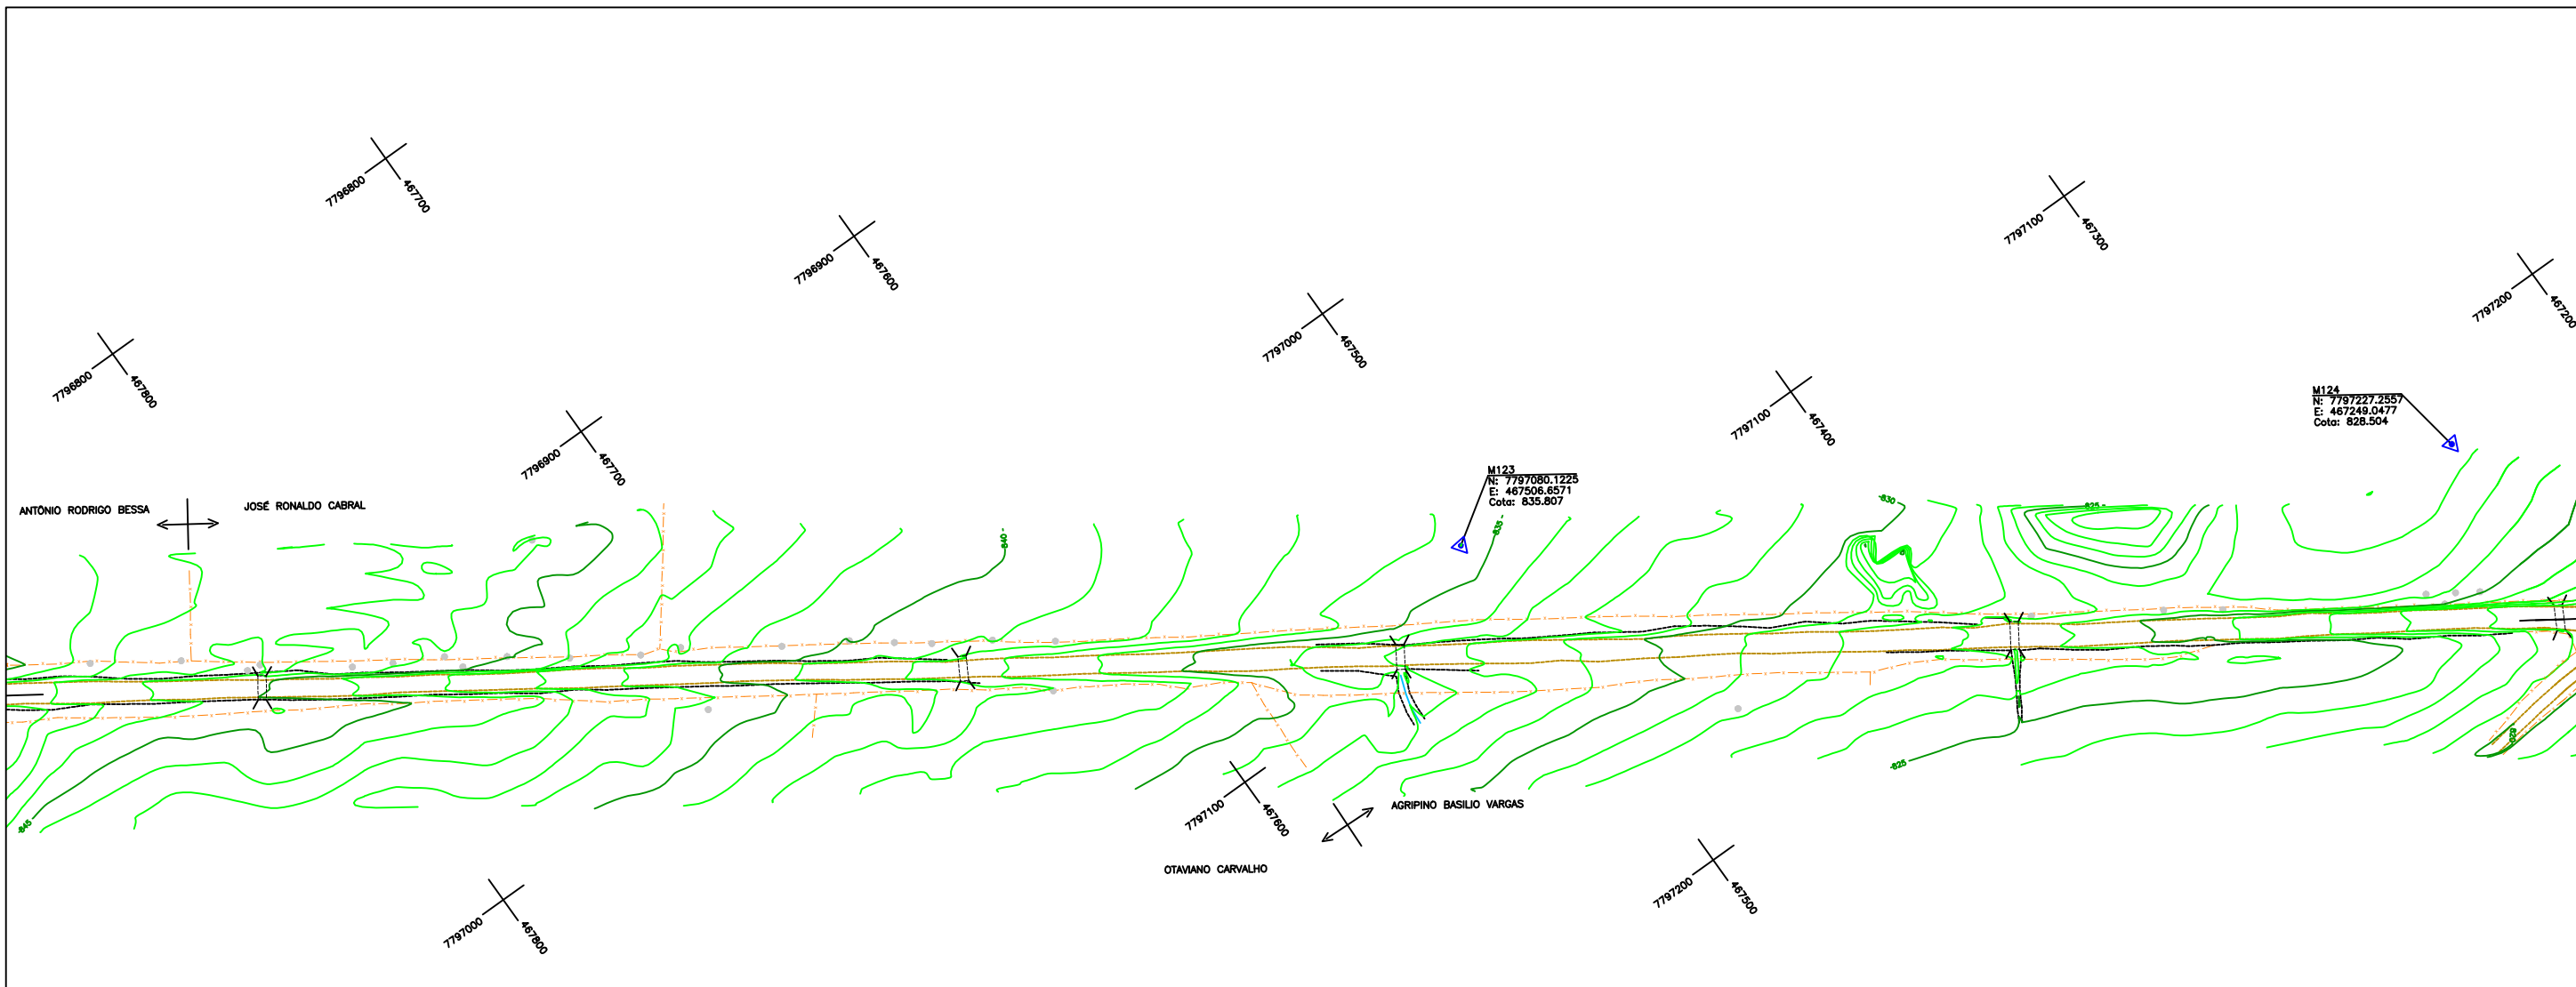 7796800
467700
7797100
467300
7796900
467600
7797200
467200
7797000
467500
7796800
467800
7797100
467400
M124
N: 7797227.2557
E: 467249.0477
Cota: 828.504
7796900
467700
M123
N: 7797080.1225
E: 467506.6571
Cota: 835.807
ANTÔNIO RODRIGO BESSA
JOSÉ RONALDO CABRAL
-830
825 -
-835 -
-840 -
820
-825
7797100
467600
AGRIPINO BASILIO VARGAS
-845
OTAVIANO CARVALHO
7797200
467500
7797000
467800